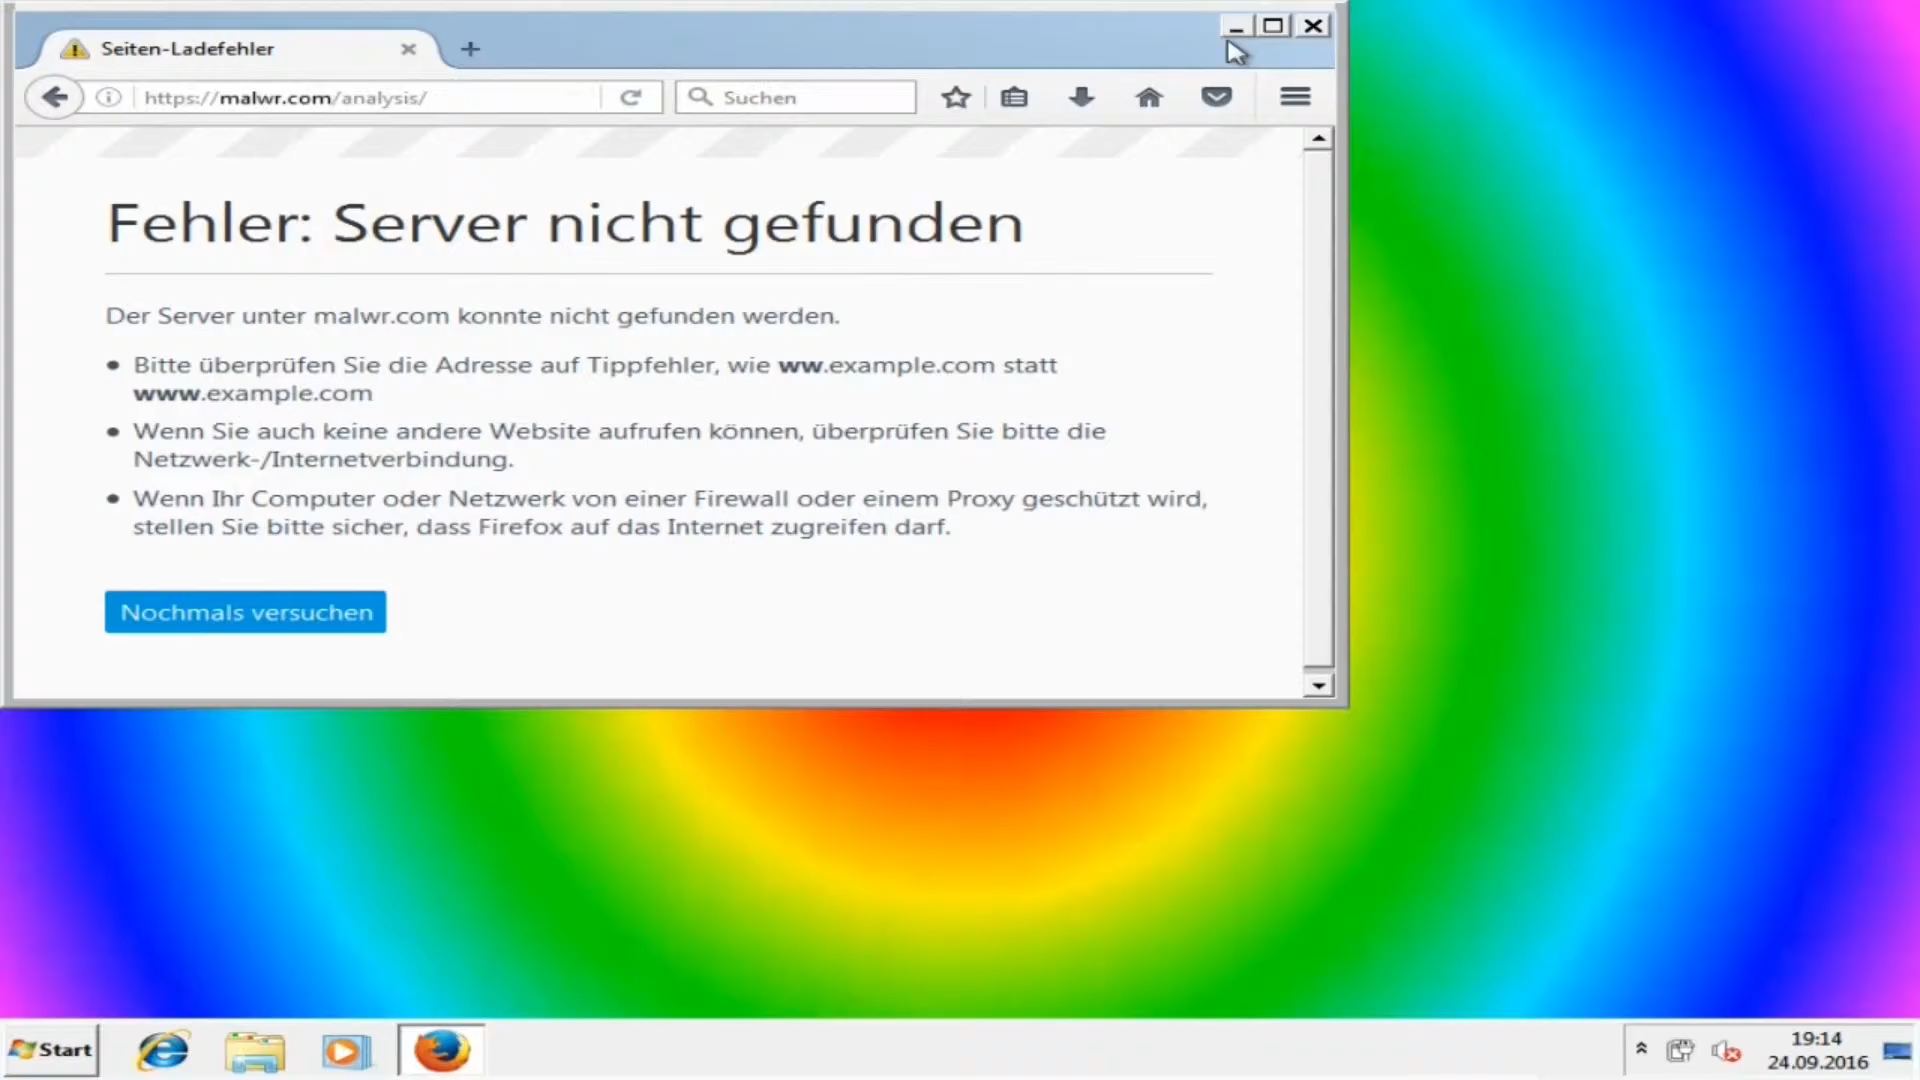 Seiten-Ladefehler
https://malwr.com/analysis/
Suchen
Fehler: Server nicht gefunden
Der Server unter malwr.com konnte nicht gefunden werden.
Bitte überprüfen Sie die Adresse auf Tippfehler, wie ww.example.com statt
www.example.com
Wenn Sie auch keine andere Website aufrufen können, überprüfen Sie bitte die
Netzwerk-/Internetverbindung.
Wenn Ihr Computer oder Netzwerk von einer Firewall oder einem Proxy geschützt wird,
stellen Sie bitte sicher, dass Firefox auf das Internet zugreifen darf.
Nochmals versuchen
Start
19:14
24.09.2016